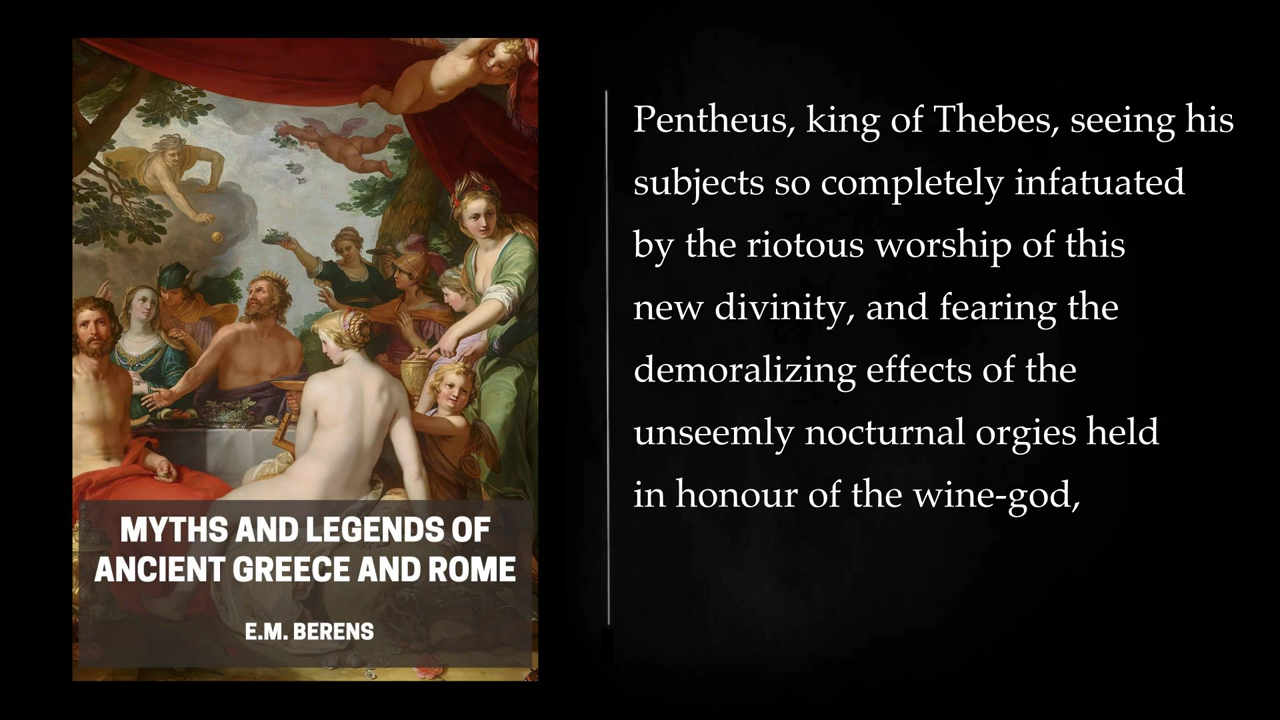 MYTHS AND LEGENDS OF
ANCIENT GREECE AND ROME
E.M. BERENS
Pentheus, king of Thebes, seeing his
subjects so completely infatuated
by the riotous worship of this
new divinity, and fearing the
demoralizing effects of the
unseemly nocturnal orgies held
in honour of the wine-god,